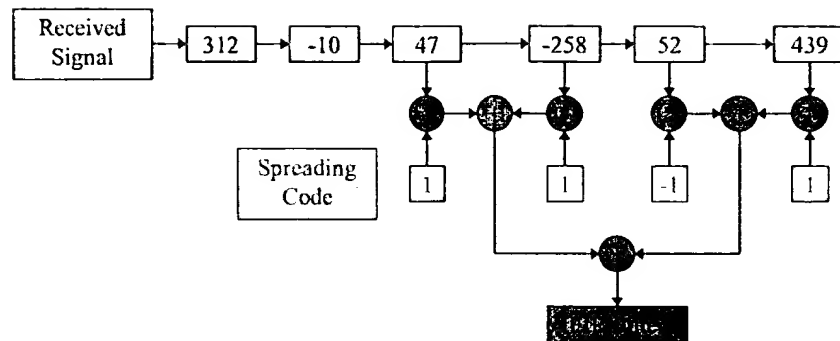 Received
Signal
312
-10
47
-258
52
439
Spreading
Code
1
1
-1
1